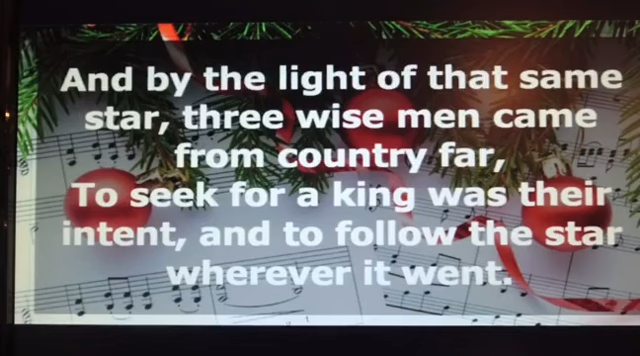 And by the light of that same
star, three wise men came
from country far,
To seek for a king was their
intent, and to follow the star
wherever it went.